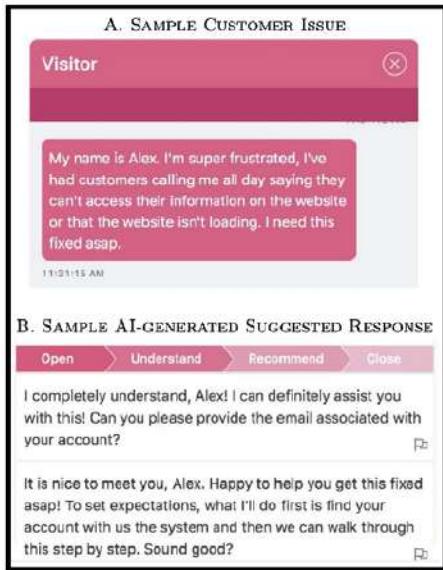 A. SAMPLE CUSTOMER ISSUE
Visitor
My name is Alex. I'm super frustrated, I've
had customers calling me all day saying they
can't access their information on the website
or that the website isn't loading. I need this
fixed asap.
AM
B. SAMPLE AI-GENERATED SUGGESTED RESPONSE
Open Understand Recommend Close
I completely understand, Alex! I can definitely assist you
with this! Can you please provide the email associated with
your account?
It is nice to meet you, Alex. Happy to help you get this fixed
asap! To set expectations, what I'll do first is find your
account with us the system and then we can walk through
this step by step. Sound good?